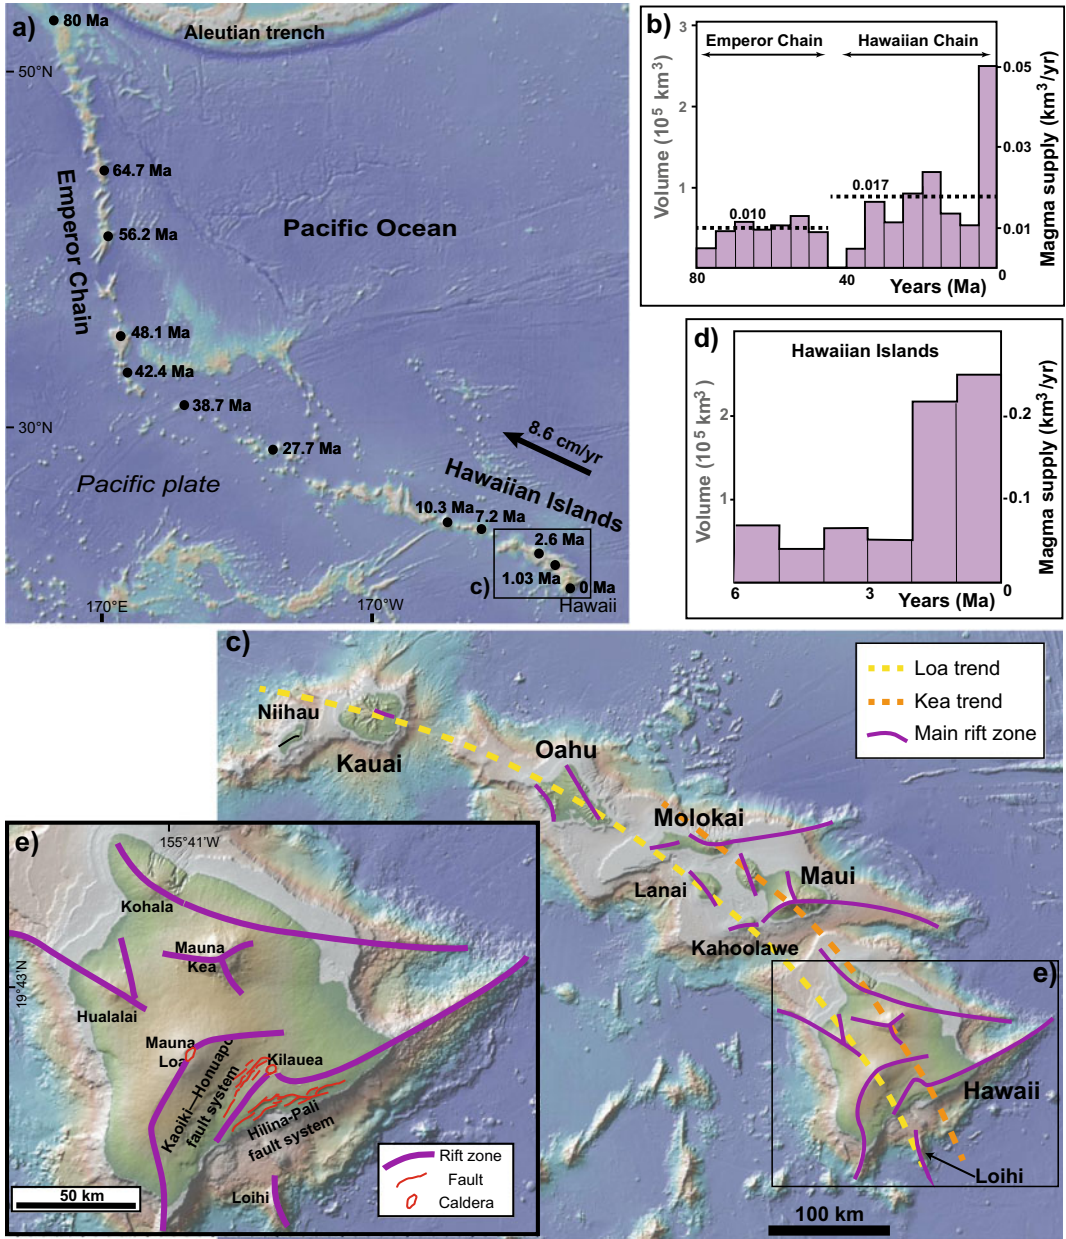 a)
80 Ma
Aleutian trench
50°N
64.7 Ma
Emperor Chain
56.2 Ma
Pacific Ocean
48.1 Ma
42.4 Ma
38.7 Ma
30°N
27.7 Ma
8.6 cm/yr
Pacific plate
Hawaiian Islands
10.3 Ma
7.2 Ma
2.6 Ma
1.03 Ma
0 Ma
c)
Hawaii
170°E
170°W
b)
3
Emperor Chain
Hawaiian Chain
Volume (10⁵ km³)
2
1
0.010
0.017
0.05
0.03
0.01
0
Magma supply (km³/yr)
80
40
0
Years (Ma)
d)
Hawaiian Islands
Volume (10⁵ km³)
2
1
0.2
0.1
0
Magma supply (km³/yr)
6
3
Years (Ma)
c)
Loa trend
Kea trend
Main rift zone
Niihau
Kauai
Oahu
Molokai
Lanai
Maui
Kahoolawe
e)
Hawaii
Loihi
100 km
e)
155°41'W
19°43'N
Kohala
Mauna
Kea
Hualalai
Mauna
Loa
Kilauea
Kaoiki—Honuapo
fault system
Hilina-Pali
fault system
Loihi
50 km
Rift zone
Fault
Caldera